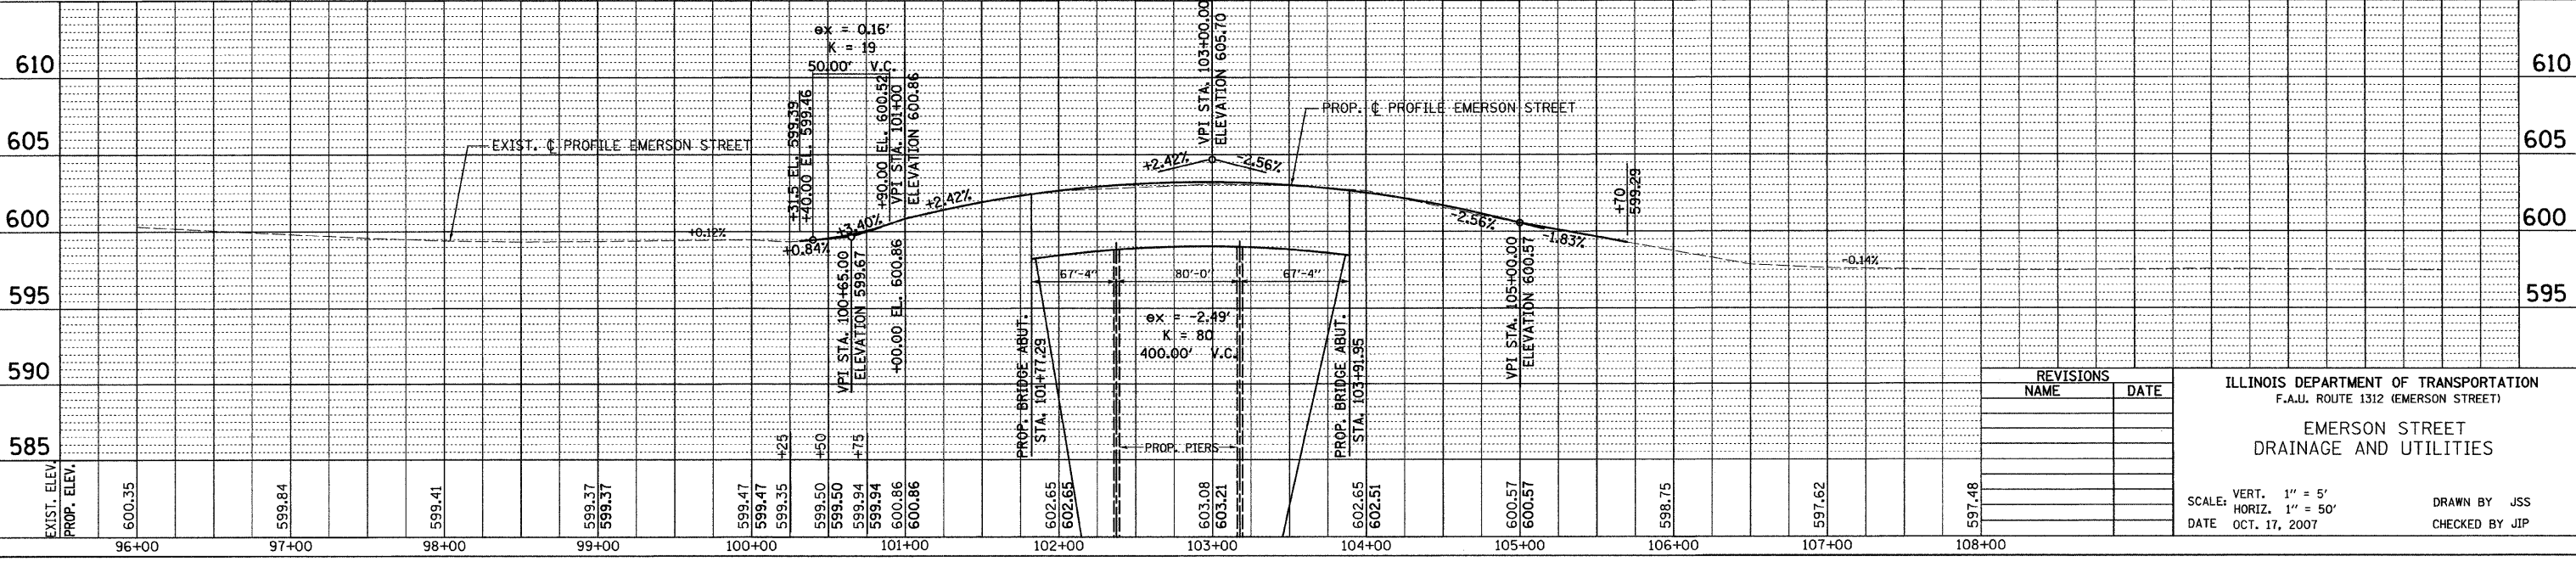 ex = 0.16'
K = 19
50.00' V.C.
610
605
600
595
590
585
610
605
600
595
EXIST. ℄ PROFILE EMERSON STREET
+31.5 EL. 599.39
+40.00 EL. 599.46
+90.00 EL. 600.52
VPI STA. 101+00
ELEVATION 600.86
VPI STA. 103+00.00
ELEVATION 605.70
PROP. ℄ PROFILE EMERSON STREET
+2.42%
-2.56%
+0.12%
+0.84%
+3.40%
+2.42%
-2.56%
-1.83%
-0.14%
+70
599.29
VPI STA. 100+65.00
ELEVATION 599.67
+00.00 EL. 600.86
67'-4"
80'-0"
67'-4"
ex = -2.49'
K = 80
400.00' V.C.
PROP. BRIDGE ABUT.
STA. 101+77.29
PROP. BRIDGE ABUT.
STA. 103+91.95
VPI STA. 105+00.00
ELEVATION 600.57
PROP. PIERS
+25
+50
+75
EXIST. ELEV.
PROP. ELEV.
600.35
599.84
599.41
599.37
599.37
599.47
599.47
599.35
599.50
599.50
599.94
599.94
600.86
600.86
602.65
602.65
603.08
603.21
602.65
602.51
600.57
600.57
598.75
597.62
597.48
96+00
97+00
98+00
99+00
100+00
101+00
102+00
103+00
104+00
105+00
106+00
107+00
108+00
REVISIONS
NAME DATE
ILLINOIS DEPARTMENT OF TRANSPORTATION
F.A.U. ROUTE 1312 (EMERSON STREET)
EMERSON STREET
DRAINAGE AND UTILITIES
SCALE: VERT. 1" = 5'
HORIZ. 1" = 50'
DATE OCT. 17, 2007
DRAWN BY JSS
CHECKED BY JIP